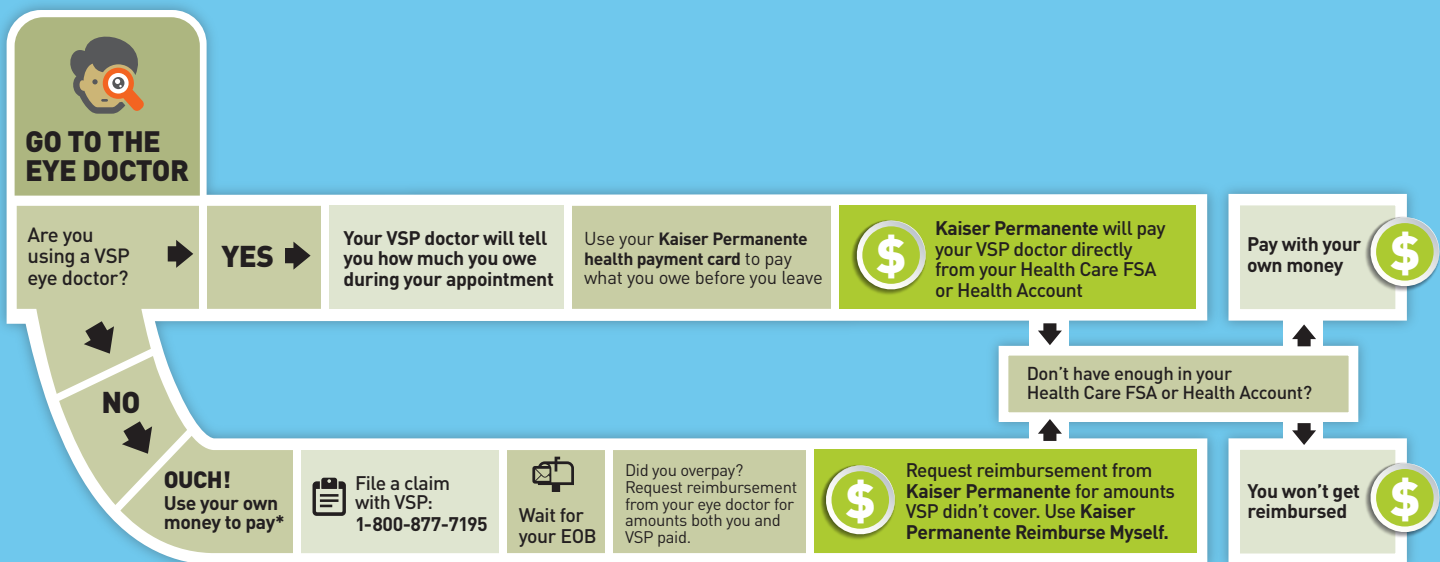 GO TO THE
EYE DOCTOR
Are you
using a VSP
eye doctor?
YES
Your VSP doctor will tell
you how much you owe
during your appointment
Use your Kaiser Permanente
health payment card to pay
what you owe before you leave
$
Kaiser Permanente will pay
your VSP doctor directly
from your Health Care FSA
or Health Account
Pay with your
own money
$
Don't have enough in your
Health Care FSA or Health Account?
NO
OUCH!
Use your own
money to pay*
File a claim
with VSP:
1-800-877-7195
Wait for
your EOB
Did you overpay?
Request reimbursement
from your eye doctor for
amounts both you and
VSP paid.
$
Request reimbursement from
Kaiser Permanente for amounts
VSP didn't cover. Use Kaiser
Permanente Reimburse Myself.
You won't get
reimbursed
$